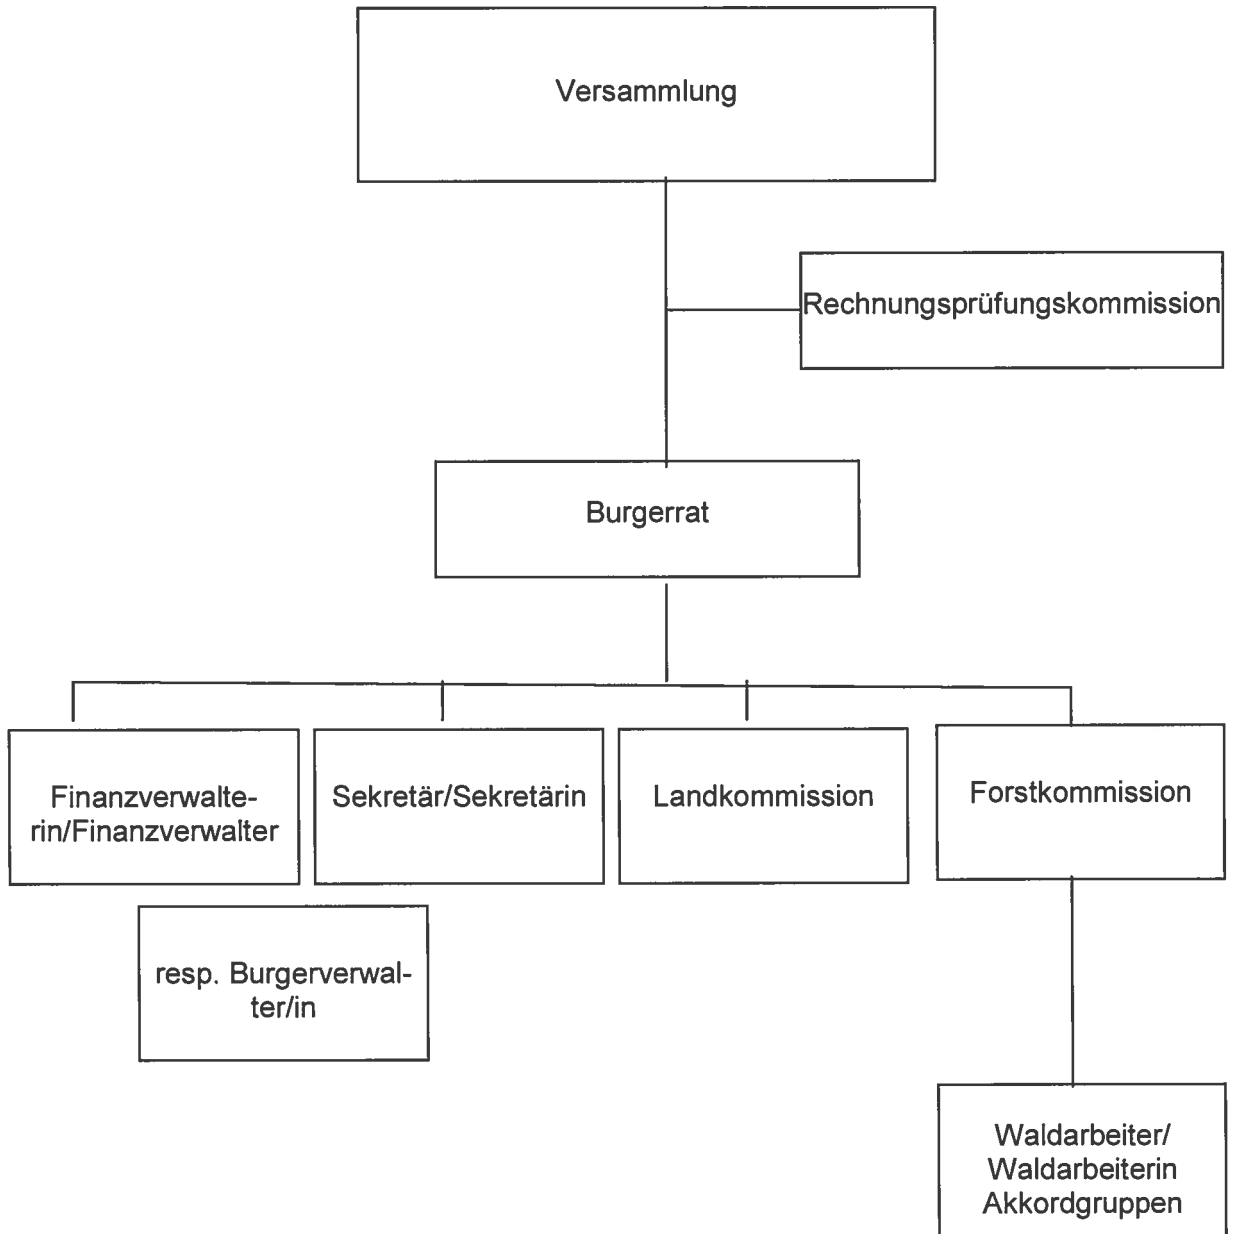 Versammlung
Rechnungsprüfungskommission
Burgerrat
Finanzverwalte-
rin/Finanzverwalter
Sekretär/Sekretärin
Landkommission
Forstkommission
resp. Burgerverwal-
ter/in
Waldarbeiter/
Waldarbeiterin
Akkordgruppen